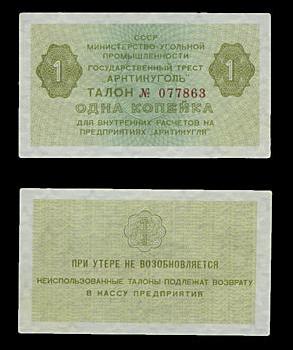 СССР
МИНИСТЕРСТВО УГОЛЬНОЙ
ПРОМЫШЛЕННОСТИ
ГОСУДАРСТВЕННЫЙ ТРЕСТ
1 АРКТИКУГОЛЬ 1
ТАЛОН № 077863
ОДНА КОПЕЙКА
ДЛЯ ВНУТРЕННИХ РАСЧЕТОВ НА
ПРЕДПРИЯТИЯХ "АРКТИКУГЛЯ"
1
ПРИ УТЕРЕ НЕ ВОЗОБНОВЛЯЕТСЯ
НЕИСПОЛЬЗОВАННЫЕ ТАЛОНЫ ПОДЛЕЖАТ ВОЗВРАТУ
В КАССУ ПРЕДПРИЯТИЯ